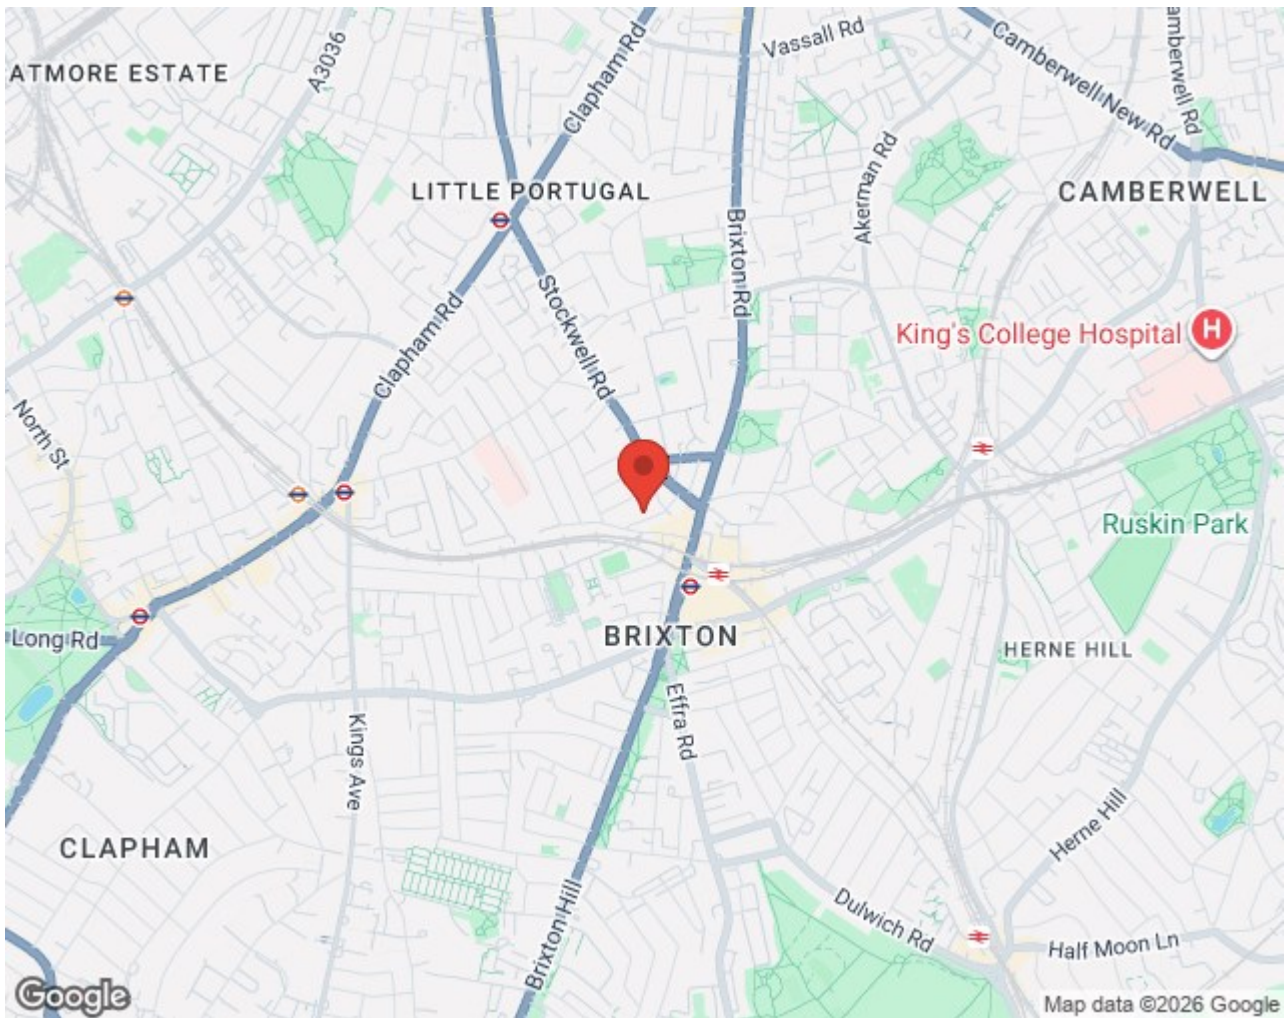 ATMORE ESTATE
A3036
Clapham Rd
Vassall Rd
Camberwell New Rd
amberwell Rd
LITTLE PORTUGAL
CAMBERWELL
Akerman Rd
Brixton Rd
Stockwell Rd
Clapham Rd
King's College Hospital
H
North St
Ruskin Park
Long Rd
BRIXTON
HERNE HILL
Effra Rd
Kings Ave
CLAPHAM
Herne Hill
Brixton Hill
Dulwich Rd
Half Moon Ln
Google
Map data ©2026 Google